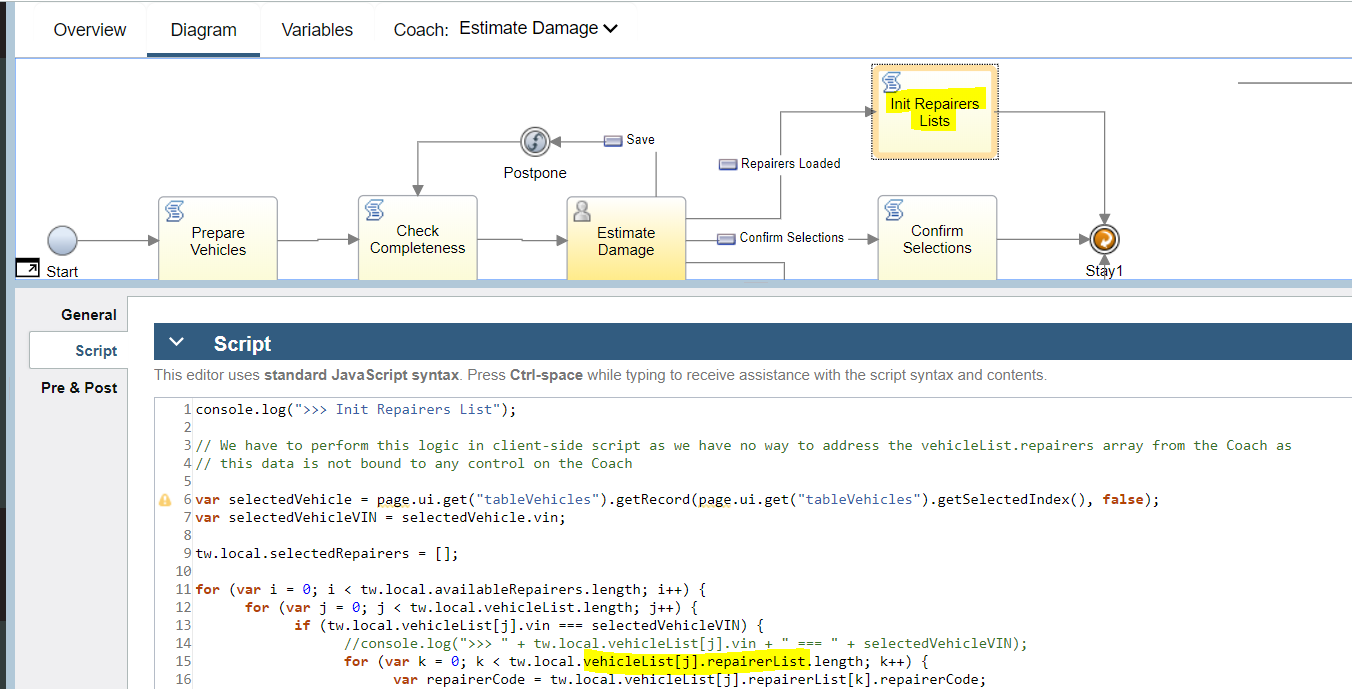 Overview Diagram Variables Coach: Estimate Damage
Init Repairers
Lists
Save
Postpone
Repairers Loaded
Prepare
Vehicles
Check
Completeness
Estimate
Damage
Confirm Selections
Confirm
Selections
Start
Stay1
General
Script
Pre & Post
Script
This editor uses standard JavaScript syntax. Press Ctrl-space while typing to receive assistance with the script syntax and contents.
1 console.log(">>> Init Repairers List");
2
3 // We have to perform this logic in client-side script as we have no way to address the vehicleList.repairers array from the Coach as
4 // this data is not bound to any control on the Coach
5
6 var selectedVehicle = page.ui.get("tableVehicles").getRecord(page.ui.get("tableVehicles").getSelectedIndex(), false);
7 var selectedVehicleVIN = selectedVehicle.vin;
8
9 tw.local.selectedRepairers = [];
10
11 for (var i = 0; i < tw.local.availableRepairers.length; i++) {
12 for (var j = 0; j < tw.local.vehicleList.length; j++) {
13 if (tw.local.vehicleList[j].vin === selectedVehicleVIN) {
14 //console.log(">>> " + tw.local.vehicleList[j].vin + " === " + selectedVehicleVIN);
15 for (var k = 0; k < tw.local.vehicleList[j].repairerList.length; k++) {
16 var repairerCode = tw.local.vehicleList[j].repairerList[k].repairerCode;